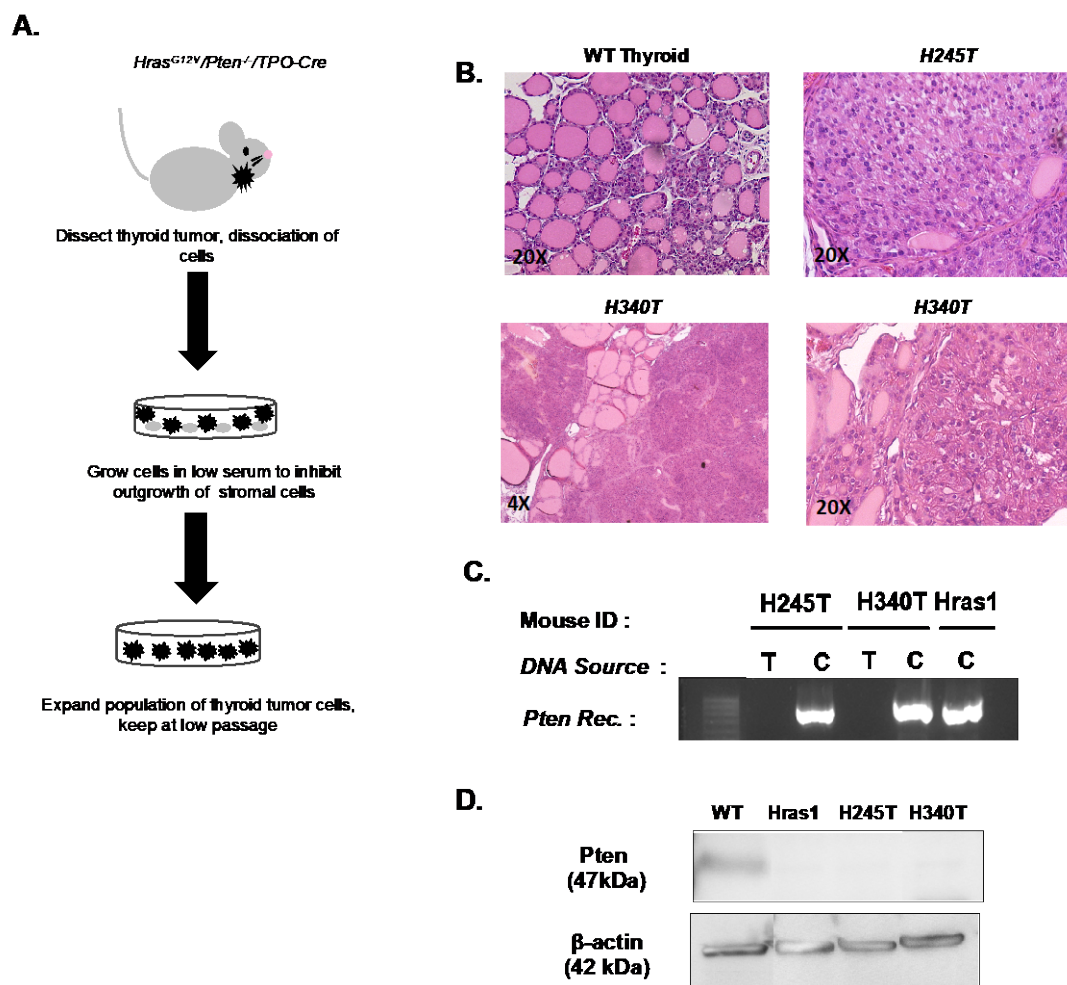 A.
Hras^G12V/Pten^-/-/TPO-Cre
Dissect thyroid tumor, dissociation of
cells
Grow cells in low serum to inhibit
outgrowth of stromal cells
Expand population of thyroid tumor cells,
keep at low passage
B.
WT Thyroid
H245T
20X
20X
H340T
H340T
4X
20X
C.
H245T H340T Hras1
Mouse ID :
T C T C C
DNA Source :
Pten Rec. :
D.
WT Hras1 H245T H340T
Pten
(47kDa)
β-actin
(42 kDa)